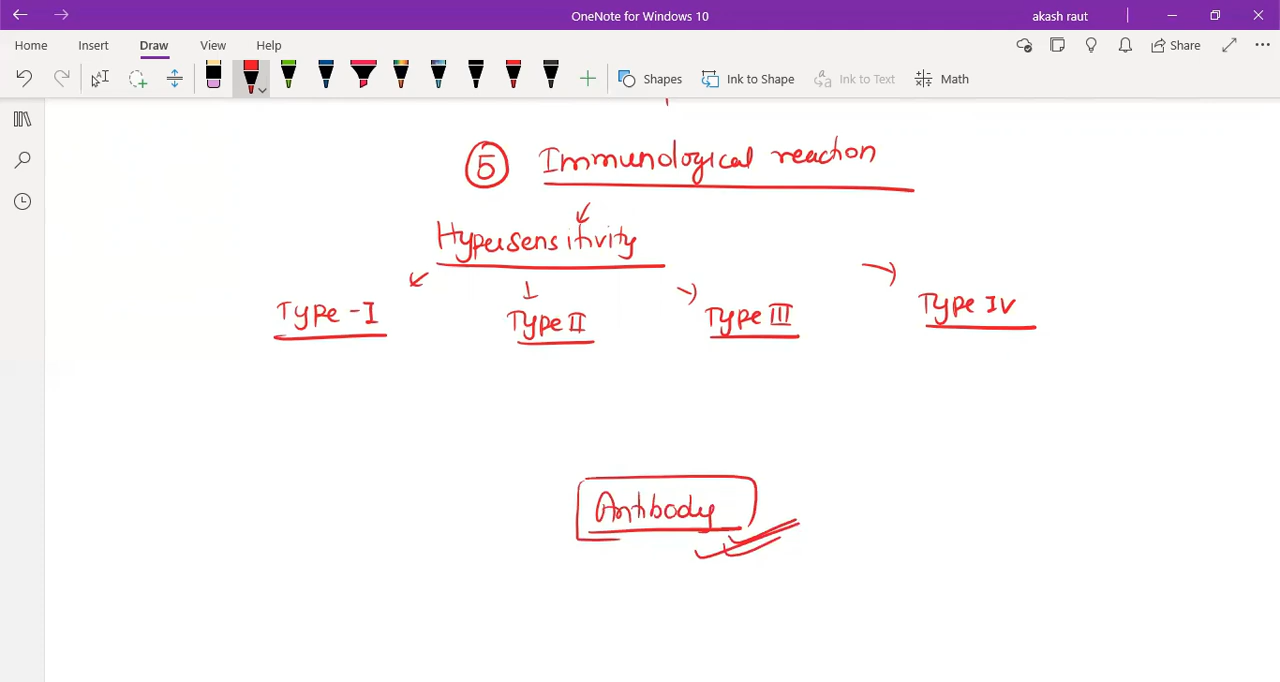 OneNote for Windows 10
akash raut
Home Insert Draw View Help
Share
Shapes Ink to Shape Ink to Text Math
5 Immunological reaction
Hypersensitivity
Type-I Type II Type III Type IV
Antibody